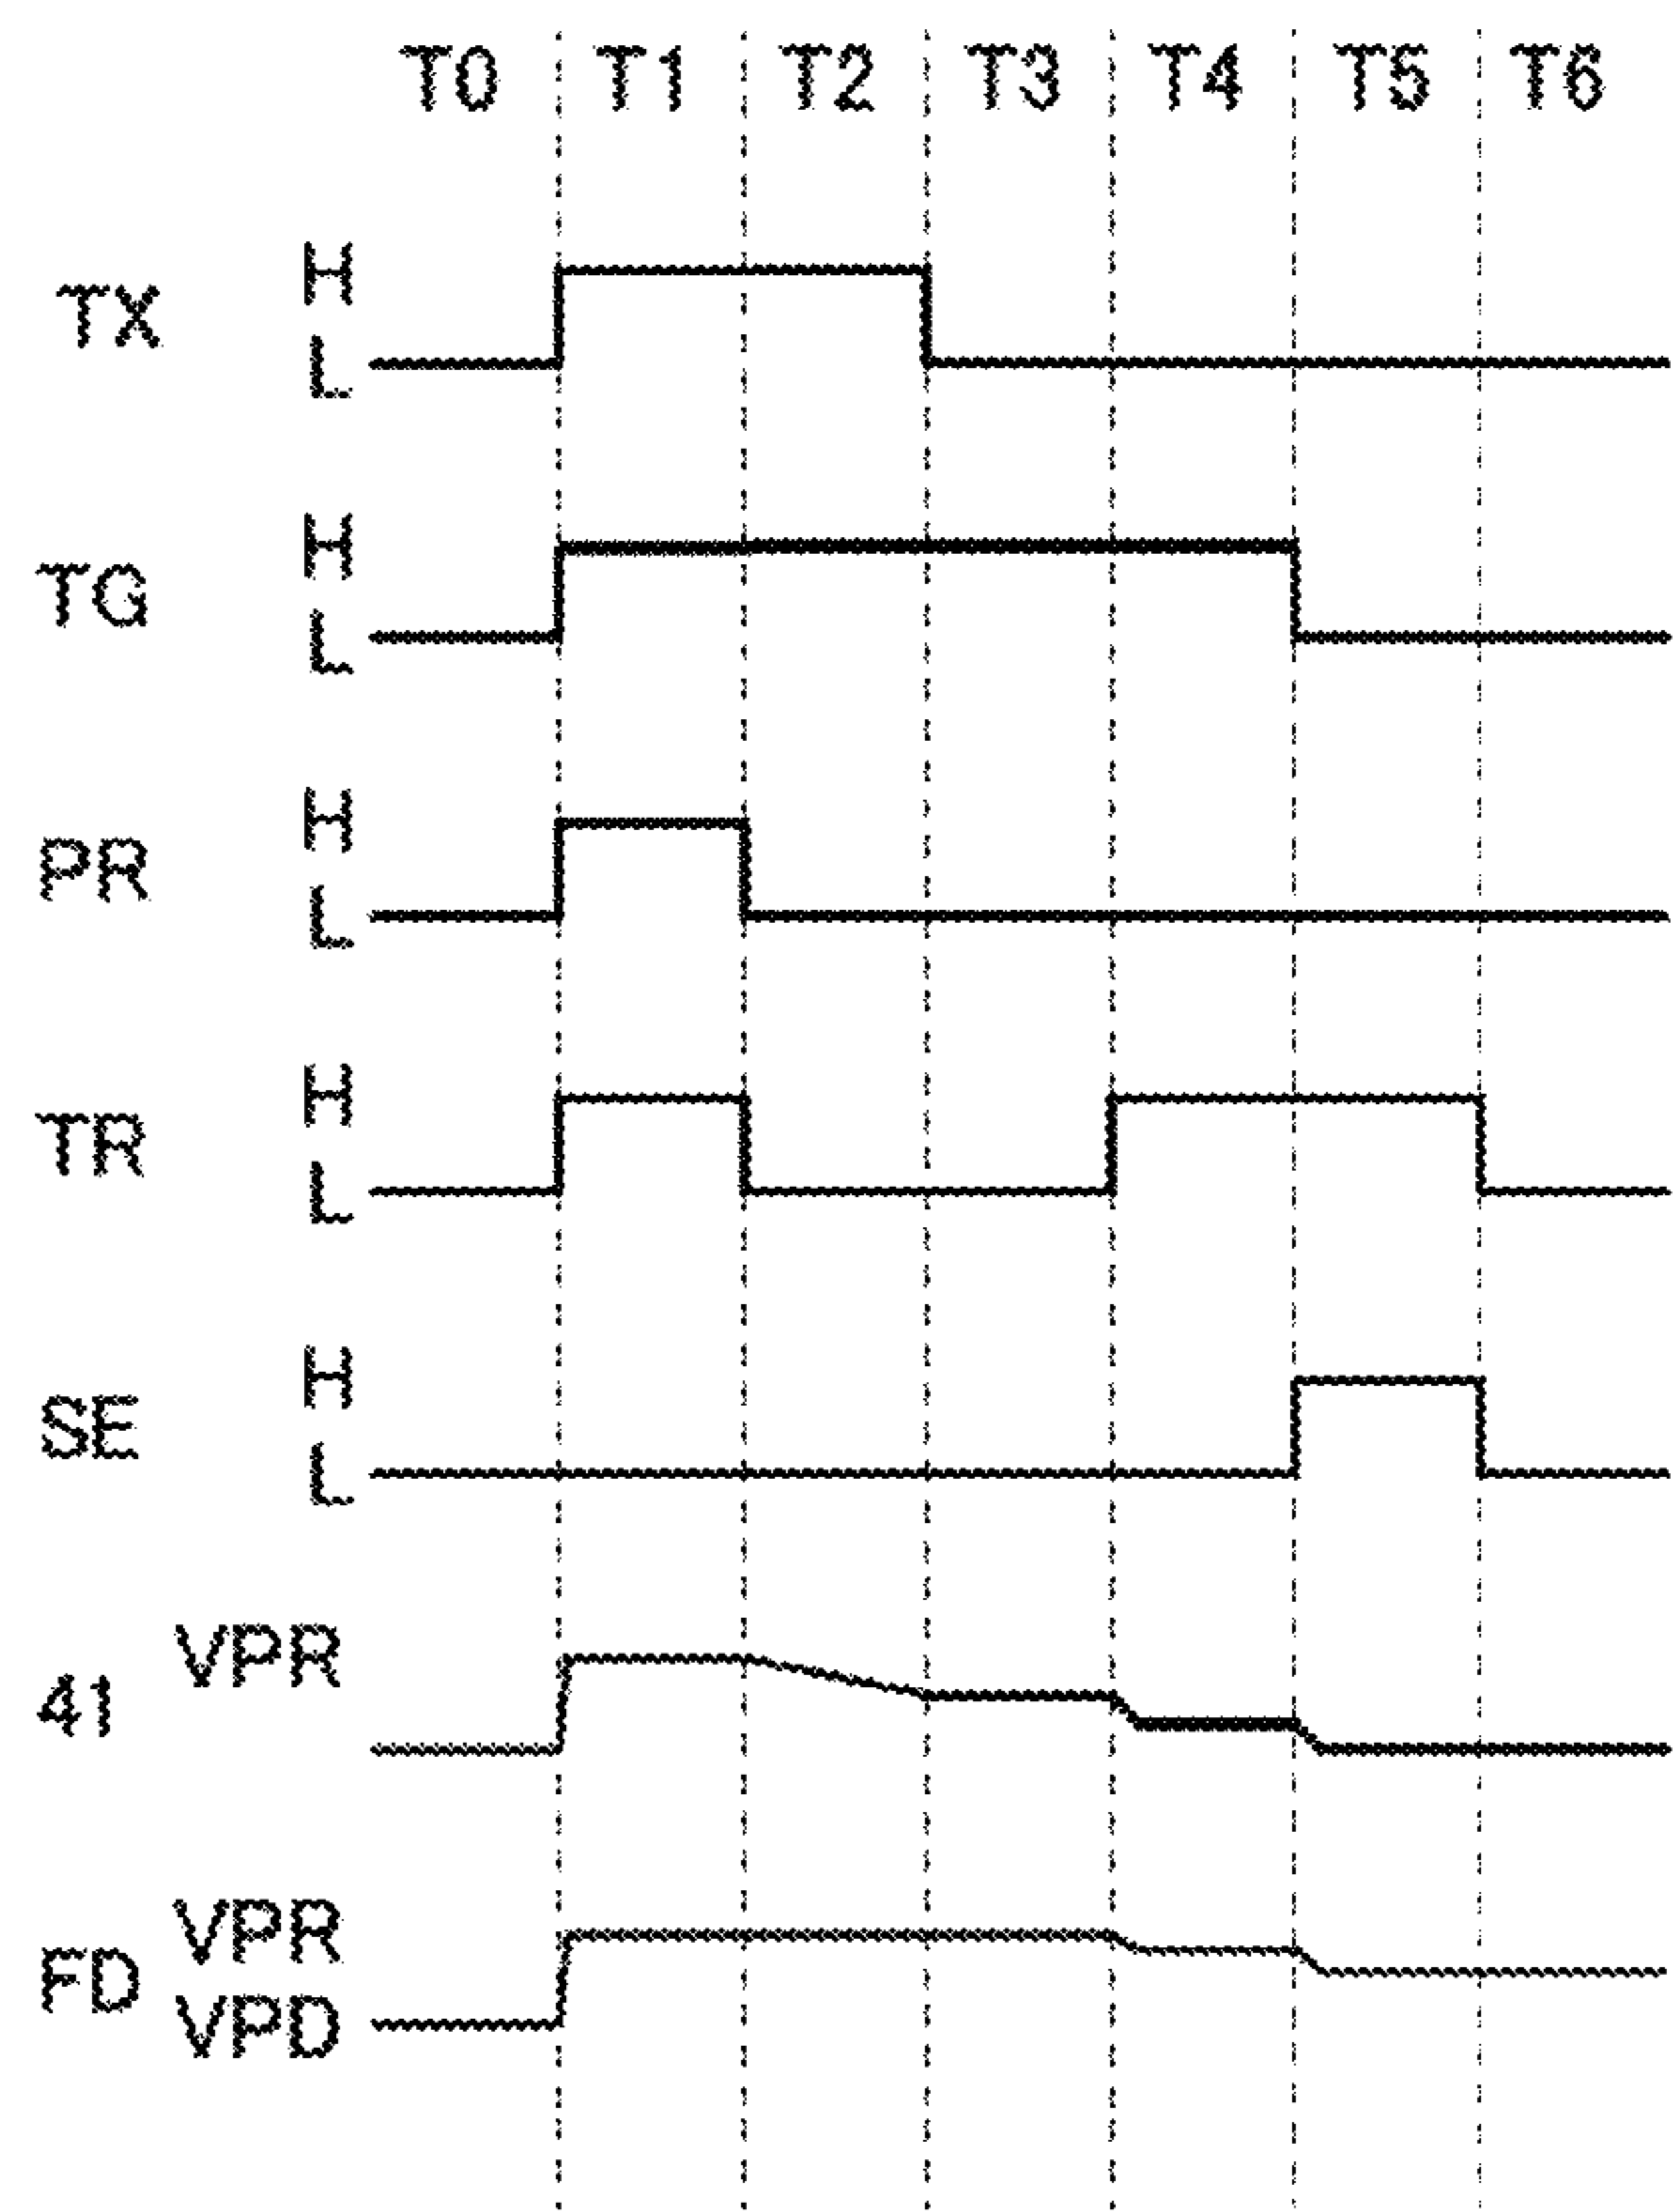 T0 T1 T2 T3 T4 T5 T6
TX H
L
TG H
L
PR H
L
TR H
L
SE H
L
41 VPR
FD VPR
VPD